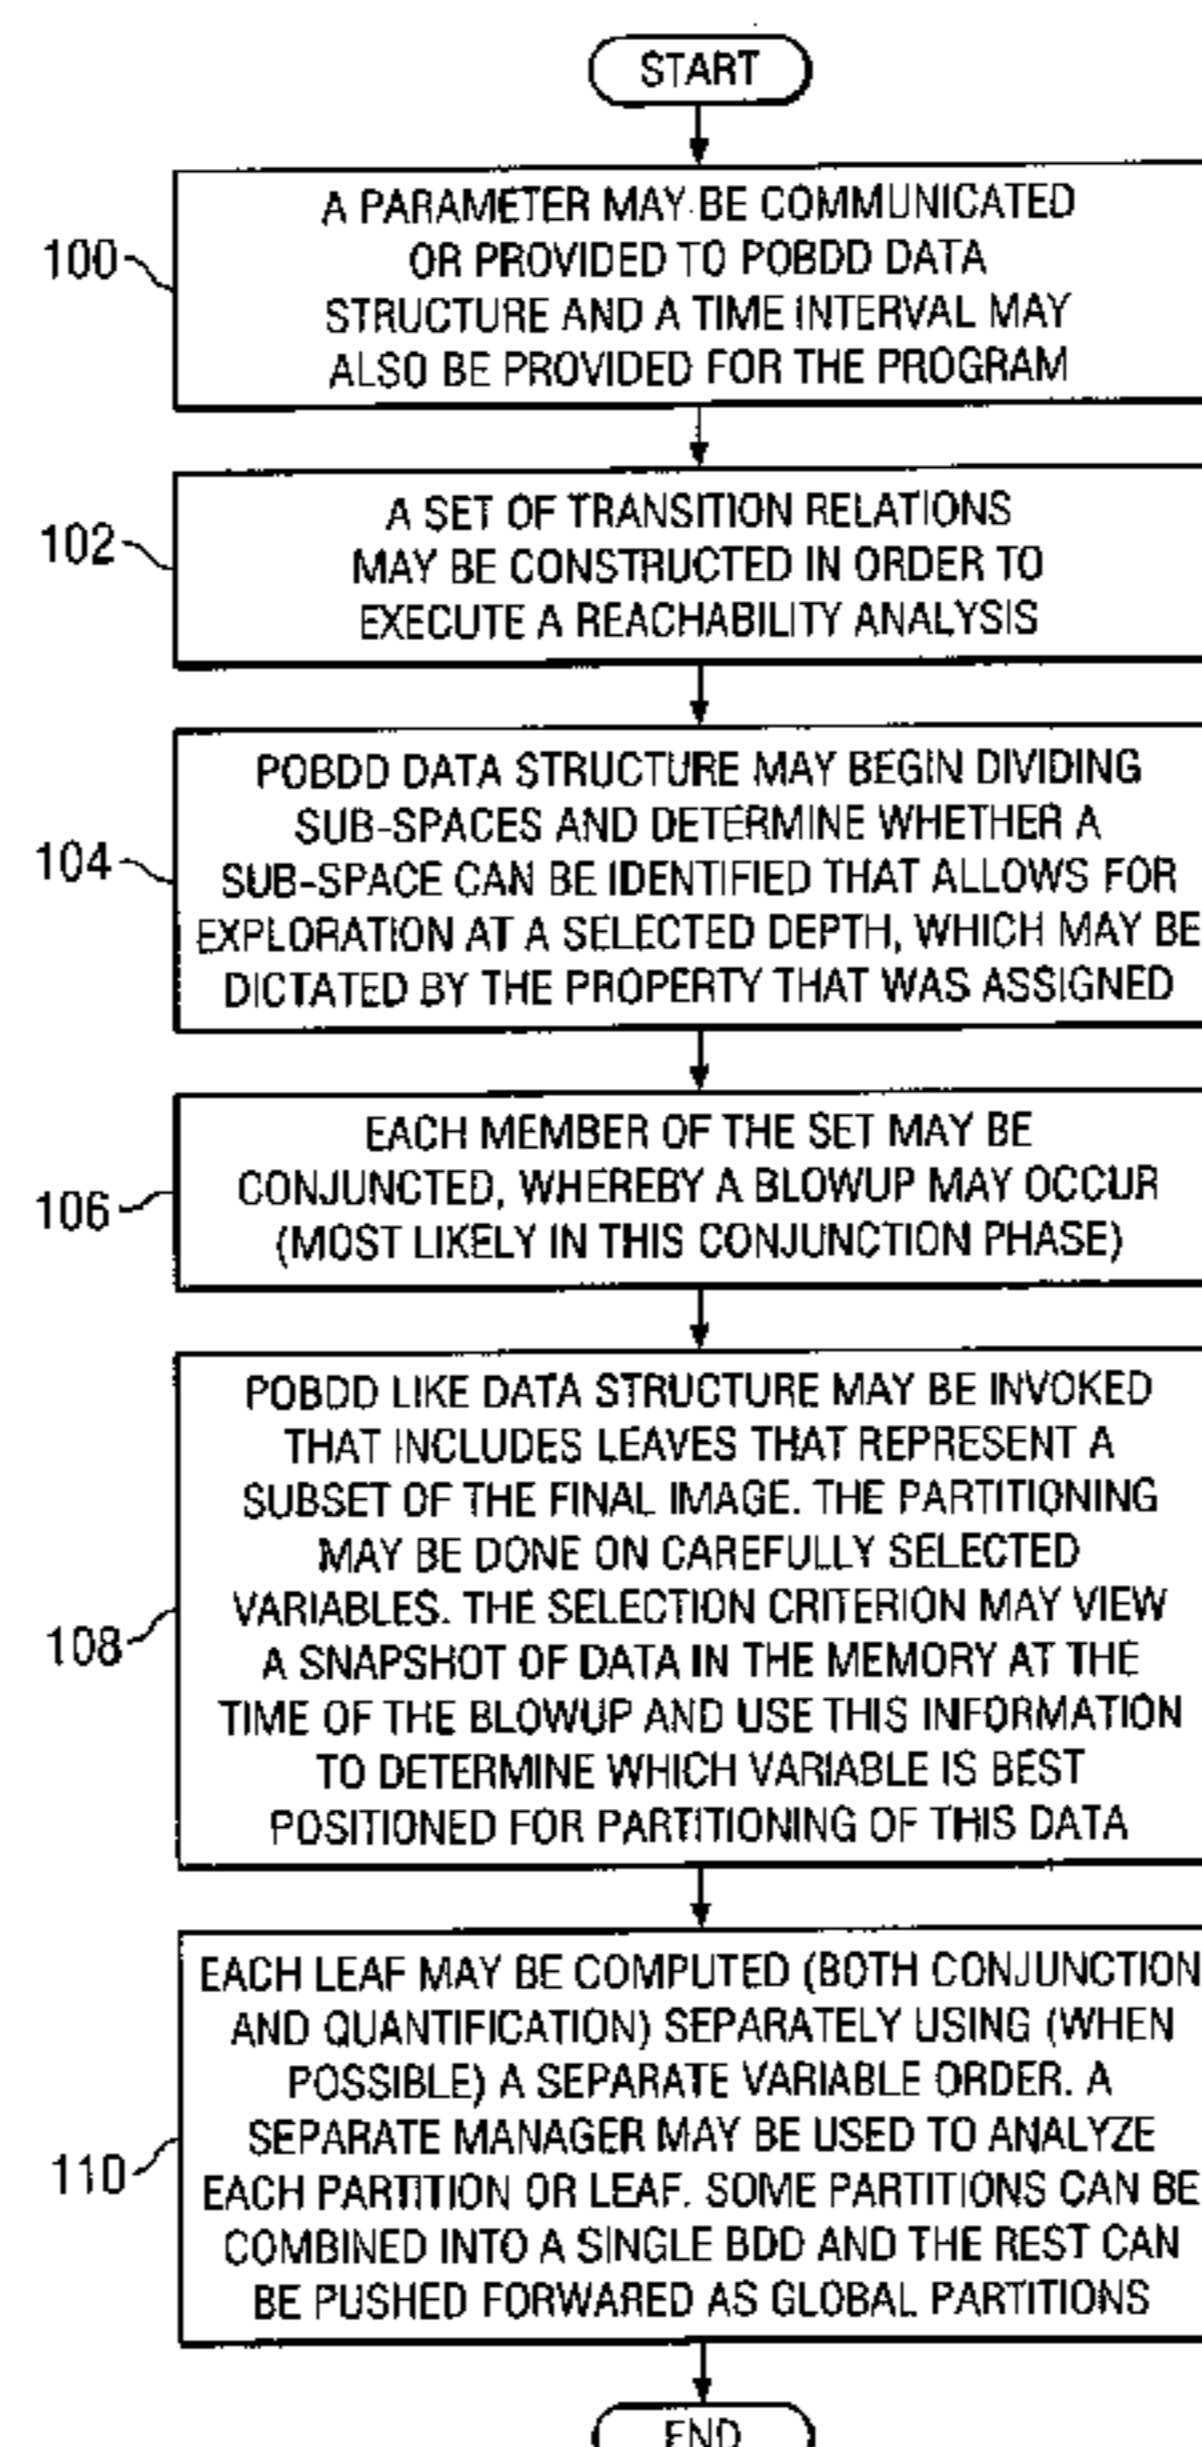 START
100
A PARAMETER MAY BE COMMUNICATED
OR PROVIDED TO POBDD DATA
STRUCTURE AND A TIME INTERVAL MAY
ALSO BE PROVIDED FOR THE PROGRAM
102
A SET OF TRANSITION RELATIONS
MAY BE CONSTRUCTED IN ORDER TO
EXECUTE A REACHABILITY ANALYSIS
104
POBDD DATA STRUCTURE MAY BEGIN DIVIDING
SUB-SPACES AND DETERMINE WHETHER A
SUB-SPACE CAN BE IDENTIFIED THAT ALLOWS FOR
EXPLORATION AT A SELECTED DEPTH, WHICH MAY BE
DICTATED BY THE PROPERTY THAT WAS ASSIGNED
106
EACH MEMBER OF THE SET MAY BE
CONJUNCTED, WHEREBY A BLOWUP MAY OCCUR
(MOST LIKELY IN THIS CONJUNCTION PHASE)
108
POBDD LIKE DATA STRUCTURE MAY BE INVOKED
THAT INCLUDES LEAVES THAT REPRESENT A
SUBSET OF THE FINAL IMAGE. THE PARTITIONING
MAY BE DONE ON CAREFULLY SELECTED
VARIABLES. THE SELECTION CRITERION MAY VIEW
A SNAPSHOT OF DATA IN THE MEMORY AT THE
TIME OF THE BLOWUP AND USE THIS INFORMATION
TO DETERMINE WHICH VARIABLE IS BEST
POSITIONED FOR PARTITIONING OF THIS DATA
110
EACH LEAF MAY BE COMPUTED (BOTH CONJUNCTION
AND QUANTIFICATION) SEPARATELY USING (WHEN
POSSIBLE) A SEPARATE VARIABLE ORDER. A
SEPARATE MANAGER MAY BE USED TO ANALYZE
EACH PARTITION OR LEAF. SOME PARTITIONS CAN BE
COMBINED INTO A SINGLE BDD AND THE REST CAN
BE PUSHED FORWARED AS GLOBAL PARTITIONS
END